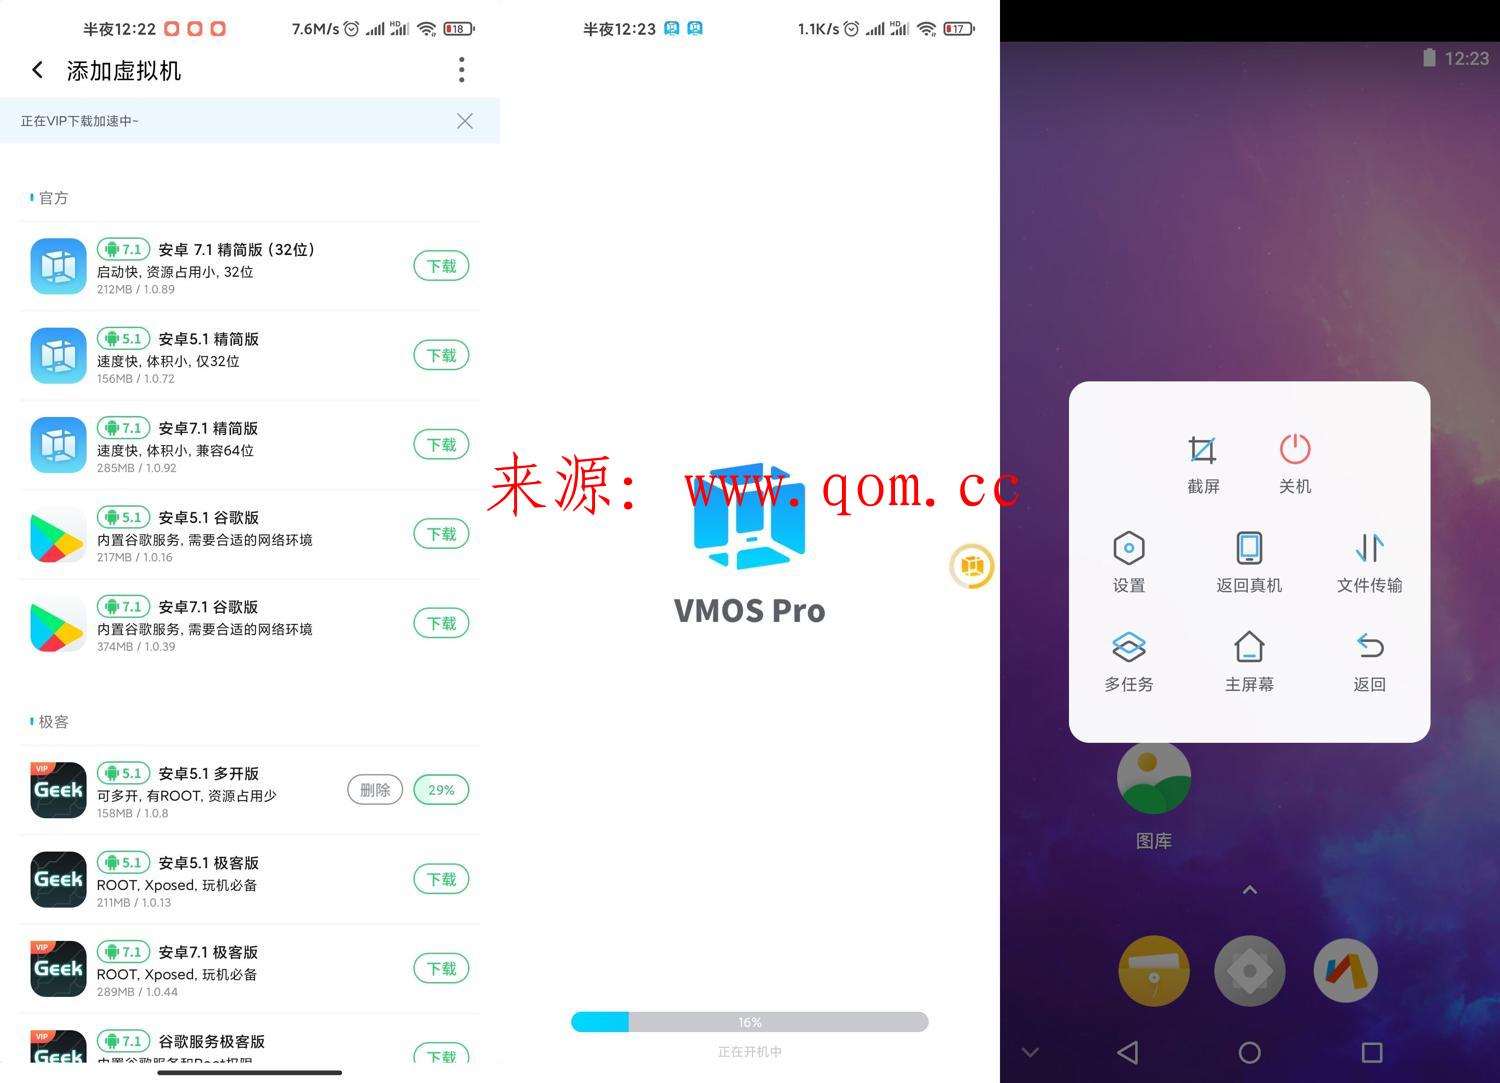 半夜12:22
7.6M/s
HD
18
添加虚拟机
正在VIP下载加速中~
官方
7.1 安卓 7.1 精简版 (32位)
启动快, 资源占用小, 32位
212MB / 1.0.89
下载
5.1 安卓5.1 精简版
速度快, 体积小, 仅32位
156MB / 1.0.72
下载
7.1 安卓7.1 精简版
速度快, 体积小, 兼容64位
285MB / 1.0.92
下载
5.1 安卓5.1 谷歌版
内置谷歌服务, 需要合适的网络环境
217MB / 1.0.16
下载
7.1 安卓7.1 谷歌版
内置谷歌服务, 需要合适的网络环境
374MB / 1.0.39
下载
极客
VIP
Geek
5.1 安卓5.1 多开版
可多开, 有ROOT, 资源占用少
158MB / 1.0.8
删除
29%
Geek
5.1 安卓5.1 极客版
ROOT, Xposed, 玩机必备
211MB / 1.0.13
下载
VIP
Geek
7.1 安卓7.1 极客版
ROOT, Xposed, 玩机必备
289MB / 1.0.44
下载
VIP
Geek
7.1 谷歌服务极客版
内置谷歌服务和Root权限
下载
半夜12:23
1.1K/s
HD
17
来源: www.qom.cc
VMOS Pro
16%
正在开机中
12:23
截屏
关机
设置
返回真机
文件传输
多任务
主屏幕
返回
图库